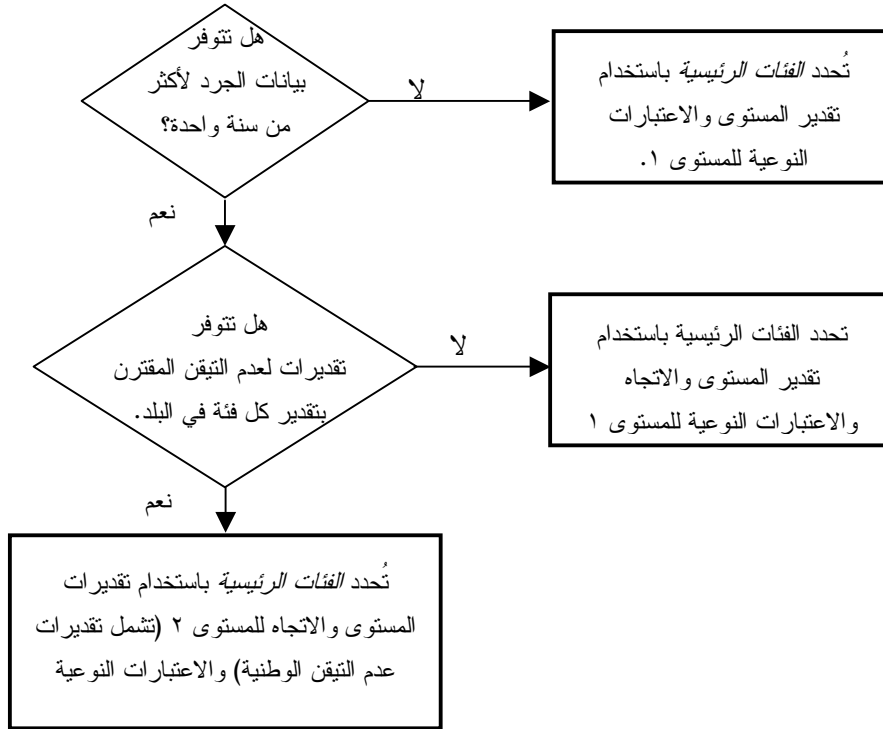 هل تتوفر
بيانات الجرد لأكثر
من سنة واحدة؟
لا
تُحدد الفئات الرئيسية باستخدام
تقدير المستوى والاعتبارات
النوعية للمستوى ١.
نعم
هل تتوفر
تقديرات لعدم التيقن المقترن
بتقدير كل فئة في البلد.
لا
تحدد الفئات الرئيسية باستخدام
تقدير المستوى والاتجاه
والاعتبارات النوعية للمستوى ١
نعم
تُحدد الفئات الرئيسية باستخدام تقديرات
المستوى والاتجاه للمستوى ٢ (تشمل تقديرات
عدم التيقن الوطنية) والاعتبارات النوعية